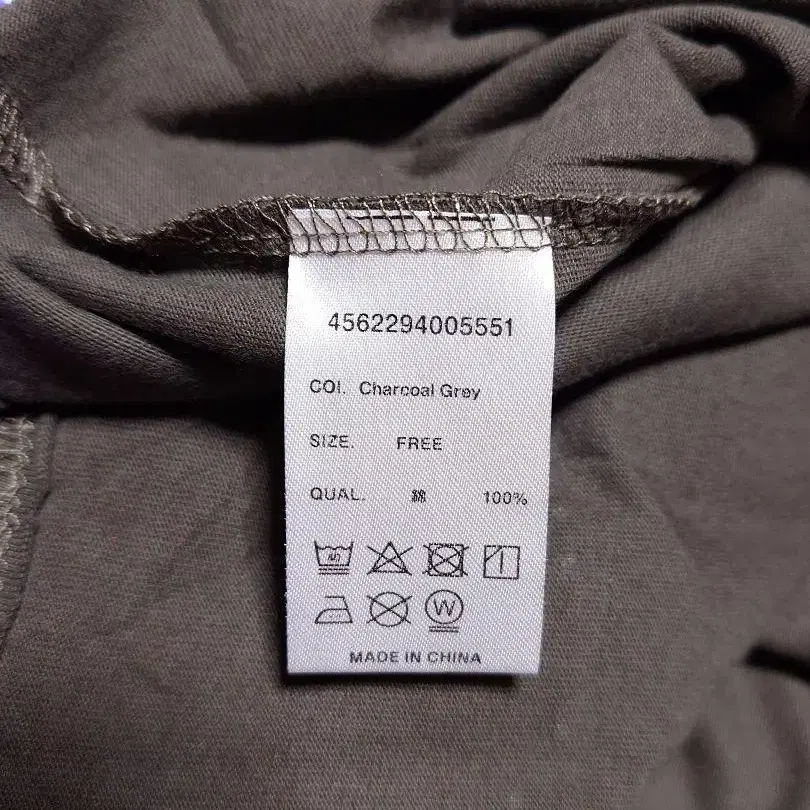 4562294005551
COl. Charcoal Grey
SIZE. FREE
QUAL. 綿 100%
W
MADE IN CHINA